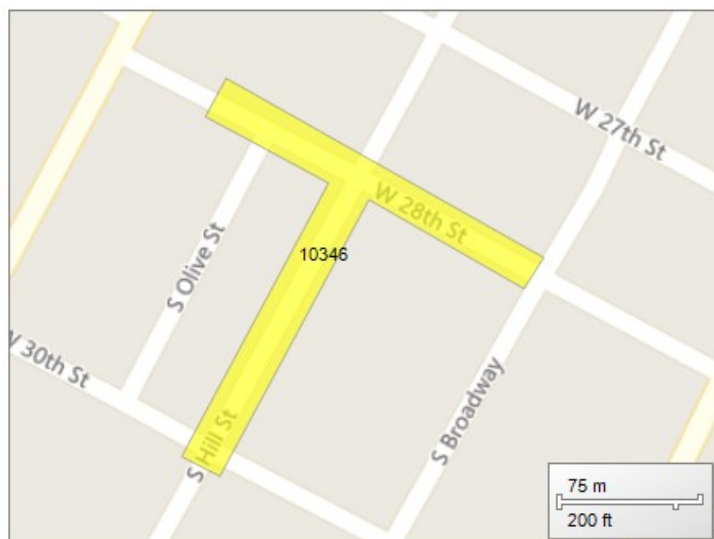 W 27th St
W 28th St
10346
S Olive St
W 30th St
S Broadway
S Hill St
75 m
200 ft